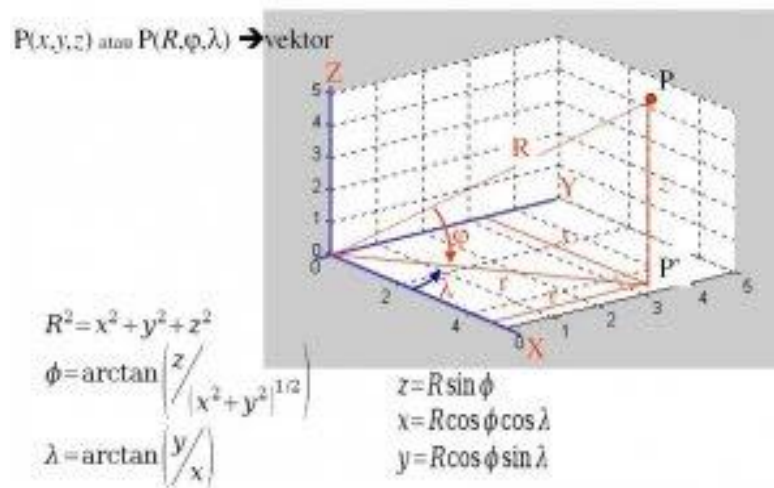 P(x,y,z) atau P(R,φ,λ) ➔vektor
Z
5
4
3
2
1
0
0
2
4
P
R
Y
φ
x
P'
r
λ
0
1
2
3
4
5
X
R²=x²+y²+z²
ϕ=arctan(z/(x²+y²)^1/2)
λ=arctan(y/x)
z=R sin ϕ
x=R cos ϕ cos λ
y=R cos ϕ sin λ